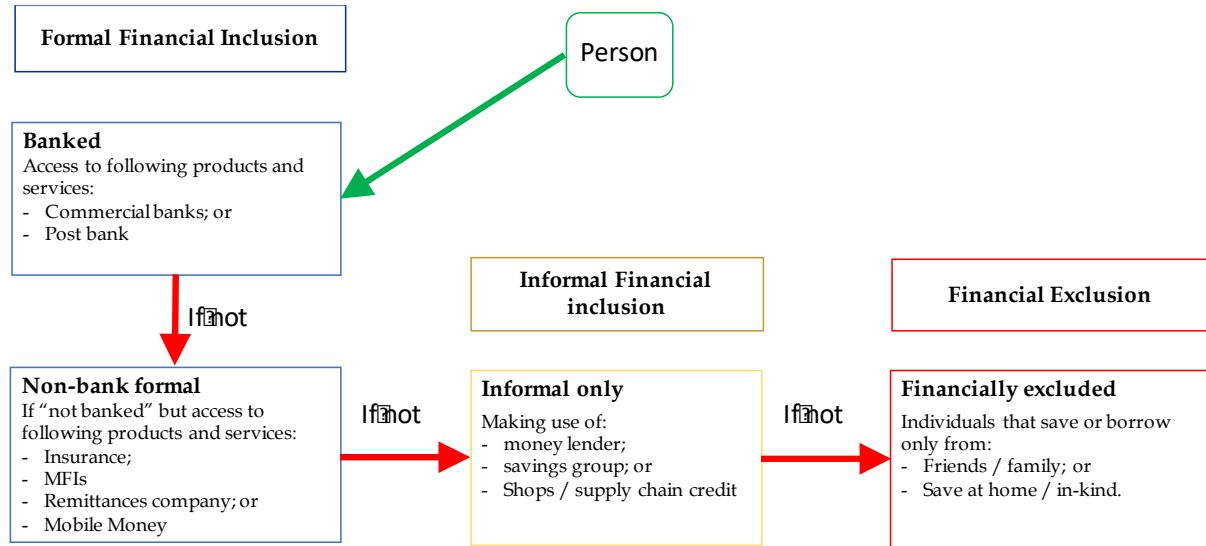 Formal Financial Inclusion
Person
Banked
Access to following products and
services:
- Commercial banks; or
- Post bank
If not
Informal Financial
inclusion
Financial Exclusion
Non-bank formal
If “not banked” but access to
following products and services:
- Insurance;
- MFIs
- Remittances company; or
- Mobile Money
If not
Informal only
Making use of:
- money lender;
- savings group; or
- Shops / supply chain credit
If not
Financially excluded
Individuals that save or borrow
only from:
- Friends / family; or
- Save at home / in-kind.